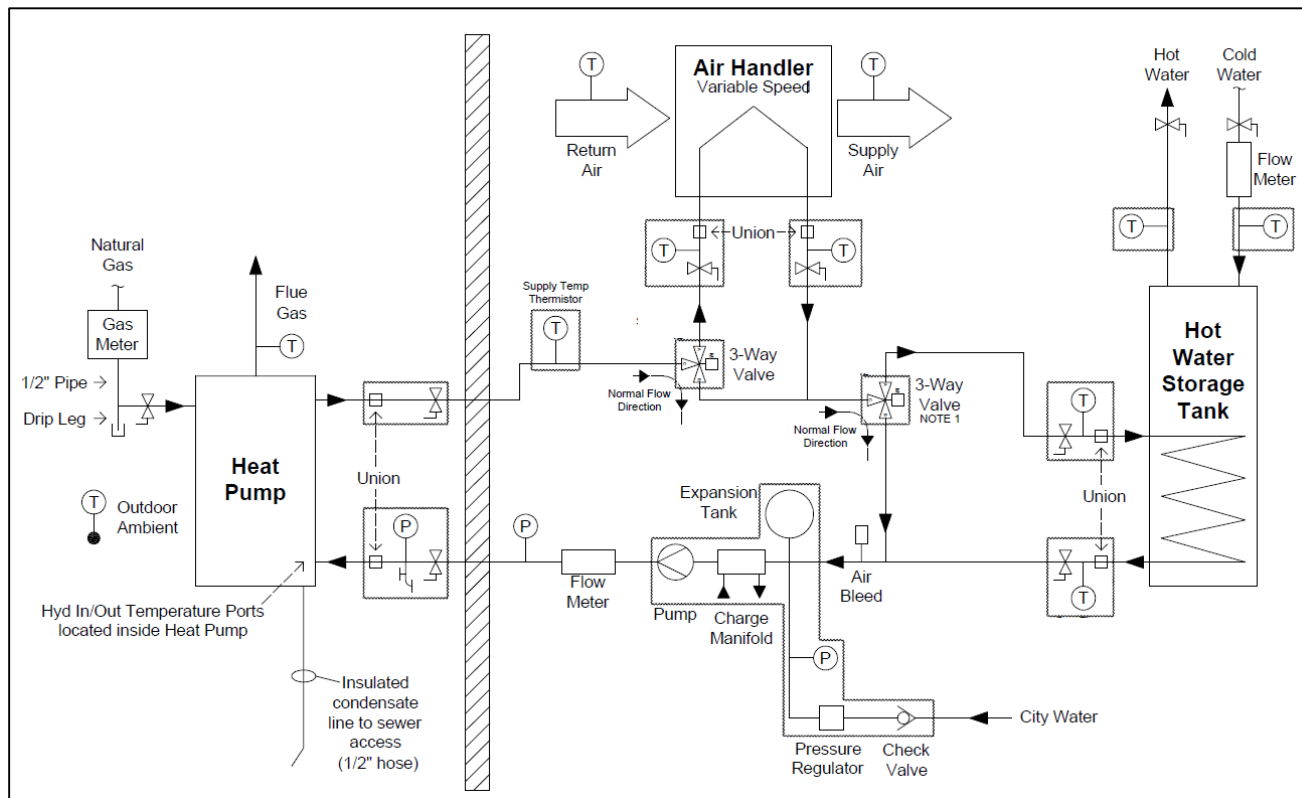 Hot
Water
Cold
Water
Air Handler
Variable Speed
T
T
Return
Air
Supply
Air
Flow
Meter
T
T
Natural
Gas
Flue
Gas
T
Gas
Meter
1/2" Pipe
Drip Leg
Union
T
T
Supply Temp
Thermistor
T
:
3-Way
Valve
Normal Flow
Direction
3-Way
Valve
NOTE 1
Normal Flow
Direction
Hot
Water
Storage
Tank
T
Union
T
Heat
Pump
Union
T
Outdoor
Ambient
P
P
Expansion
Tank
Flow
Meter
Pump
Charge
Manifold
Air
Bleed
P
Hyd In/Out Temperature Ports
located inside Heat Pump
Insulated
condensate
line to sewer
access
(1/2" hose)
City Water
Pressure
Regulator
Check
Valve